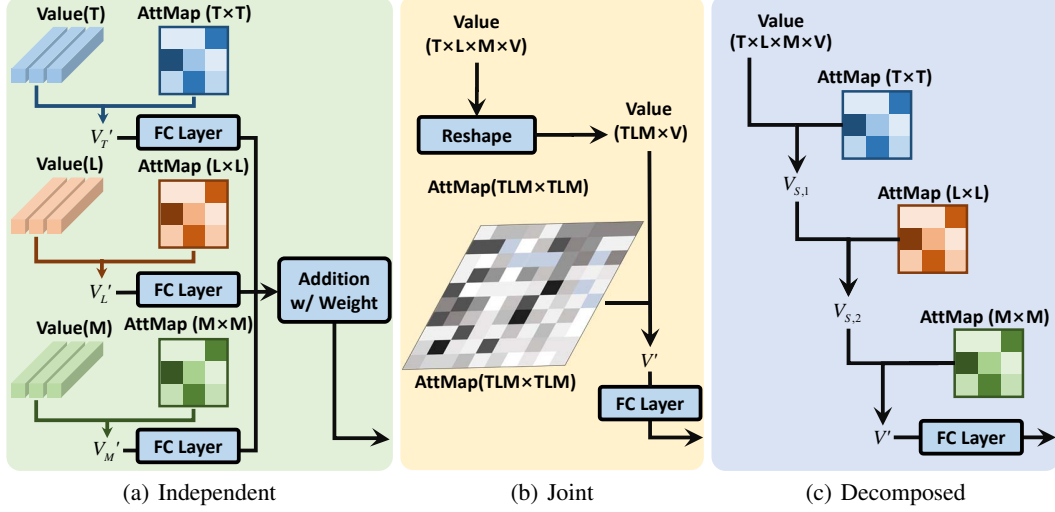 Value(T)
AttMap (T×T)
V_T'
FC Layer
Value(L)
AttMap (L×L)
V_L'
FC Layer
Value(M)
AttMap (M×M)
V_M'
FC Layer
Addition
w/ Weight
(a) Independent
Value
(T×L×M×V)
Reshape
Value
(TLM×V)
AttMap(TLM×TLM)
AttMap(TLM×TLM)
V'
FC Layer
(b) Joint
Value
(T×L×M×V)
AttMap (T×T)
V_{S,1}
AttMap (L×L)
V_{S,2}
AttMap (M×M)
V'
FC Layer
(c) Decomposed